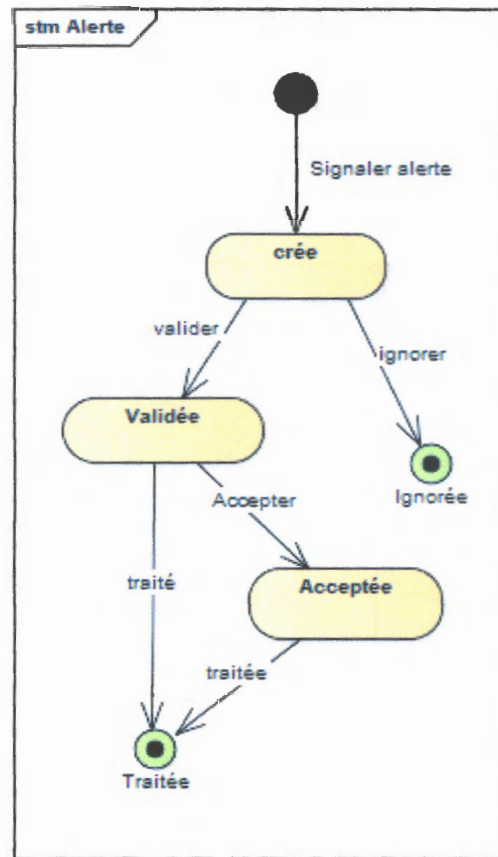 stm Alerte
Signaler alerte
crée
valider
ignorer
Validée
Ignorée
Accepter
traité
Acceptée
traitée
Traitée